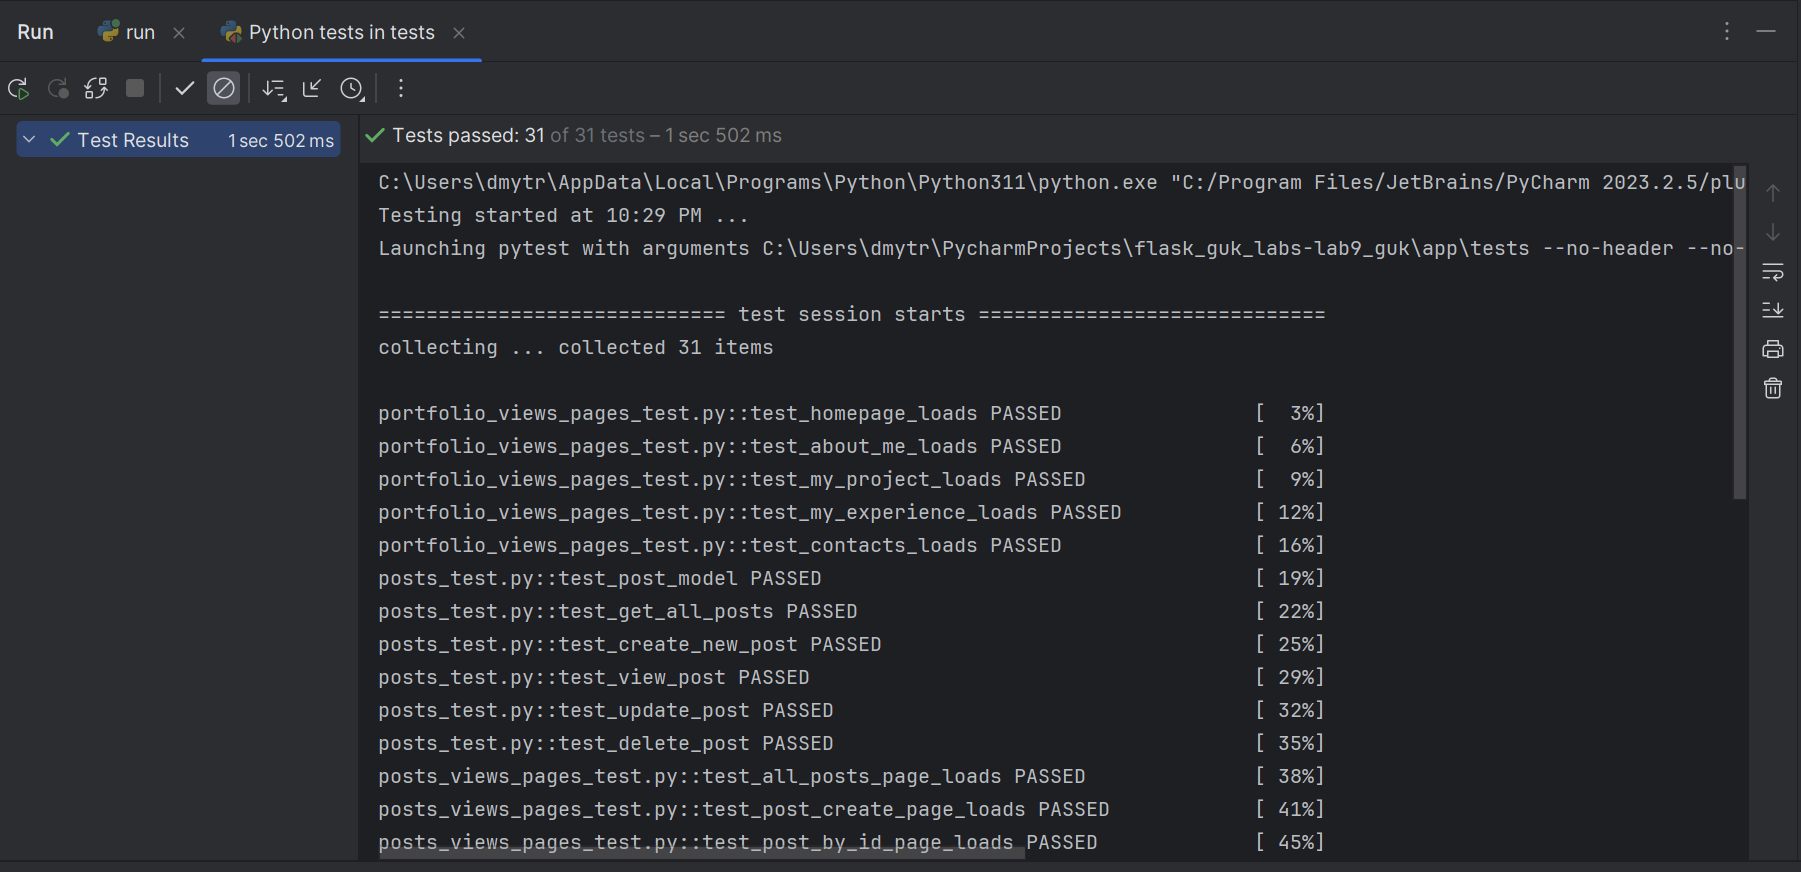 Run run Python tests in tests
Test Results 1 sec 502 ms
Tests passed: 31 of 31 tests – 1 sec 502 ms
C:\Users\dmytr\AppData\Local\Programs\Python\Python311\python.exe "C:/Program Files/JetBrains/PyCharm 2023.2.5/plu
Testing started at 10:29 PM ...
Launching pytest with arguments C:\Users\dmytr\PycharmProjects\flask_guk_labs-lab9_guk\app\tests --no-header --no-
============================= test session starts =============================
collecting ... collected 31 items
portfolio_views_pages_test.py::test_homepage_loads PASSED [  3%]
portfolio_views_pages_test.py::test_about_me_loads PASSED [  6%]
portfolio_views_pages_test.py::test_my_project_loads PASSED [  9%]
portfolio_views_pages_test.py::test_my_experience_loads PASSED [ 12%]
portfolio_views_pages_test.py::test_contacts_loads PASSED [ 16%]
posts_test.py::test_post_model PASSED [ 19%]
posts_test.py::test_get_all_posts PASSED [ 22%]
posts_test.py::test_create_new_post PASSED [ 25%]
posts_test.py::test_view_post PASSED [ 29%]
posts_test.py::test_update_post PASSED [ 32%]
posts_test.py::test_delete_post PASSED [ 35%]
posts_views_pages_test.py::test_all_posts_page_loads PASSED [ 38%]
posts_views_pages_test.py::test_post_create_page_loads PASSED [ 41%]
posts_views_pages_test.py::test_post_by_id_page_loads PASSED [ 45%]